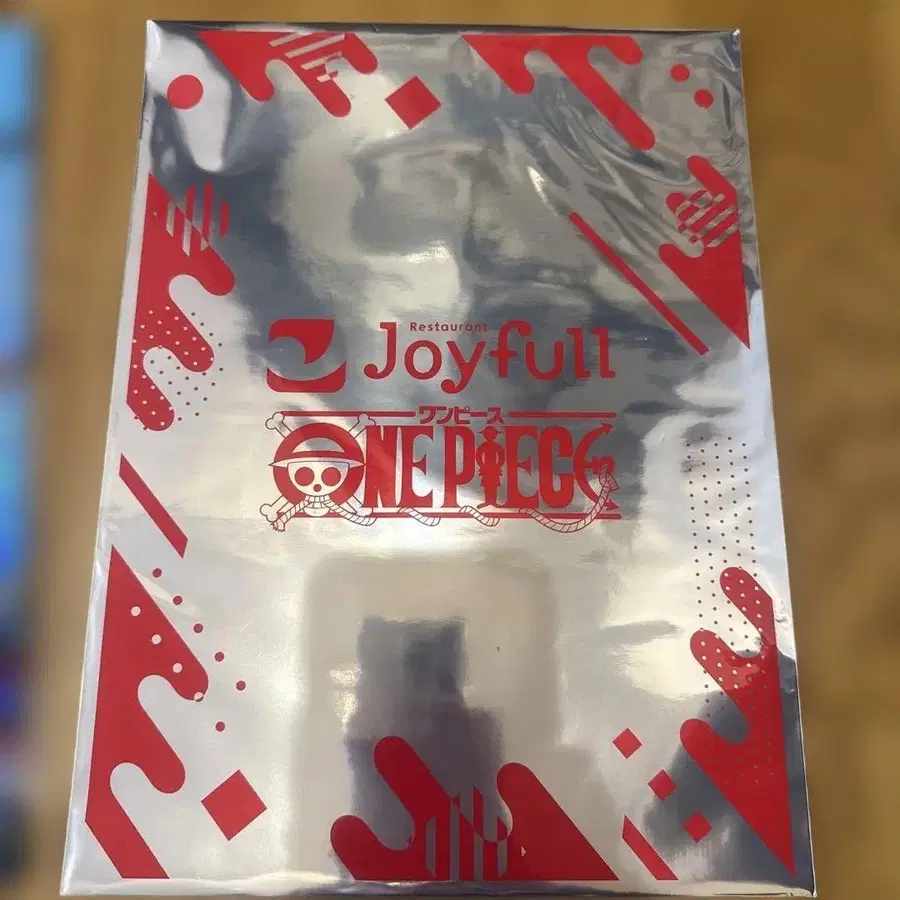 Restaurant
Joyfull
ワンピース
ONE PIECE